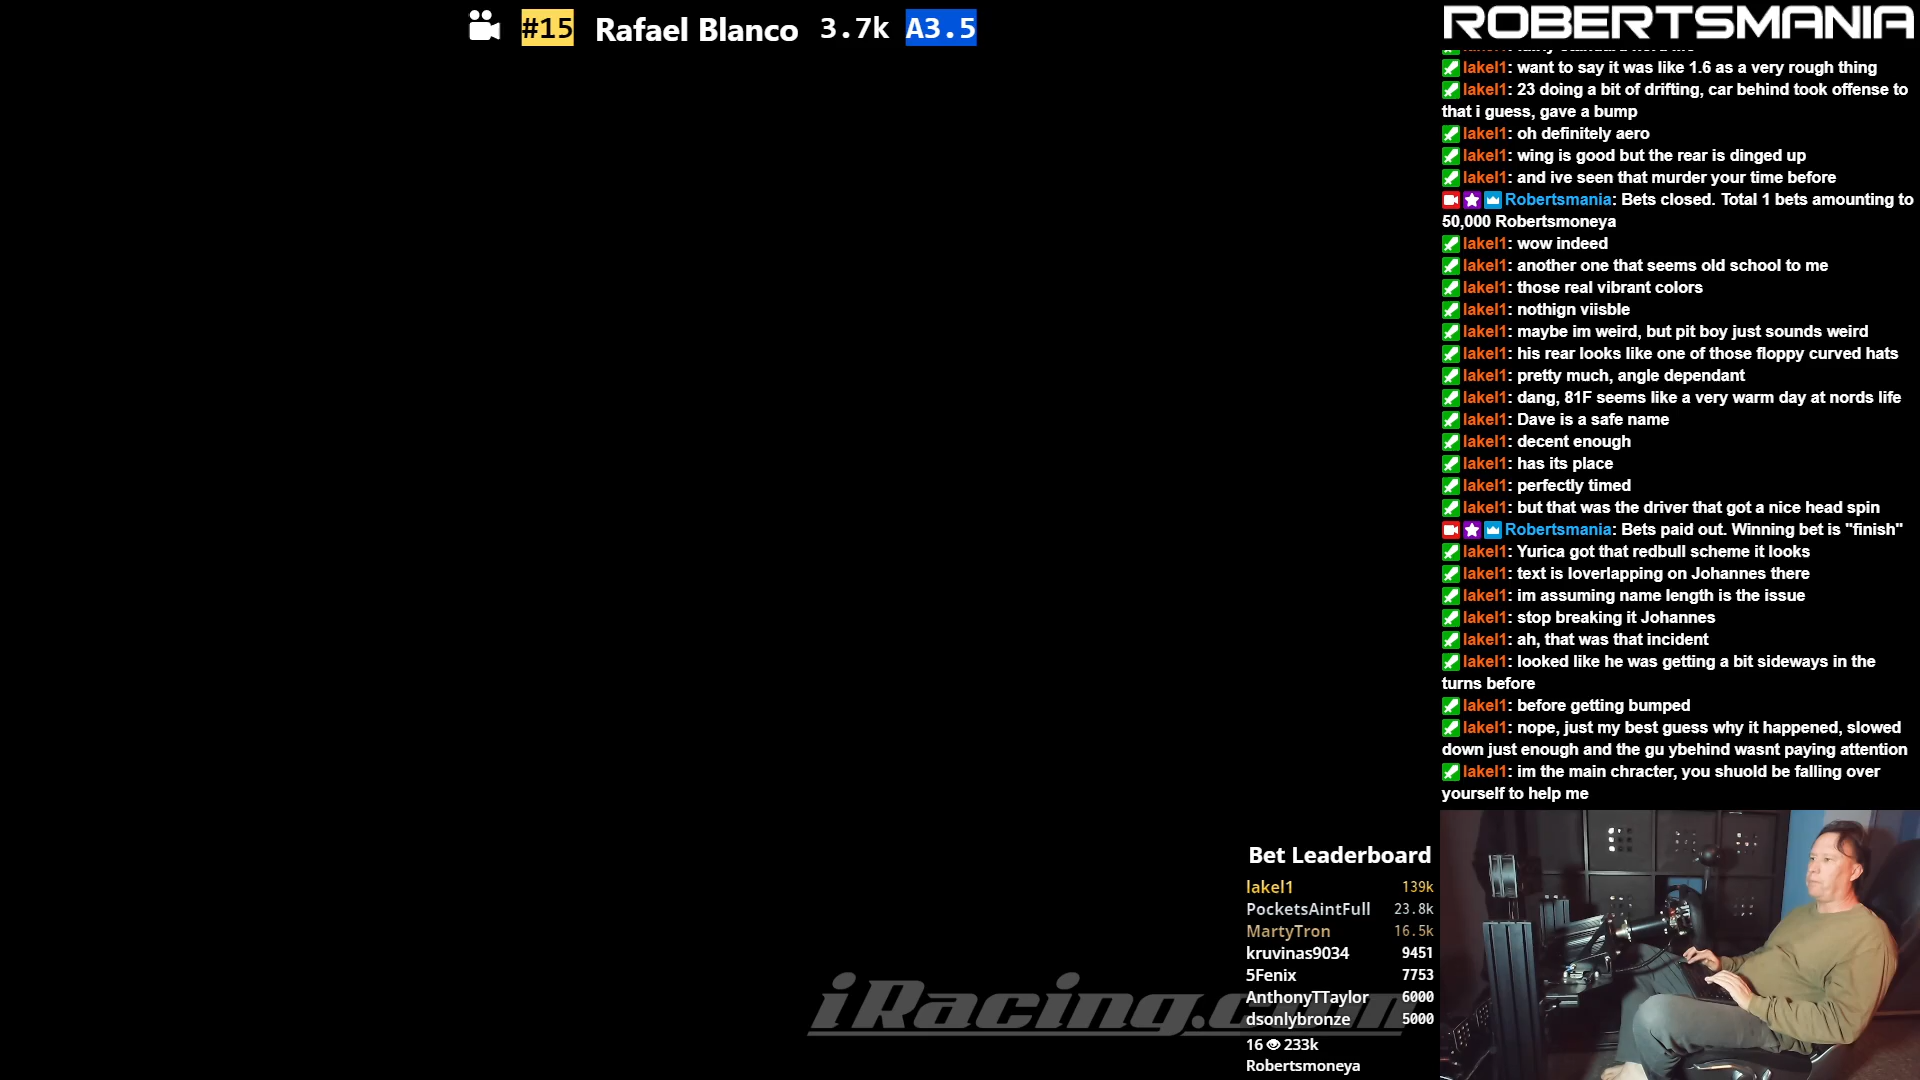 #15 Rafael Blanco 3.7k A3.5
ROBERTSMANIA
lakel1: want to say it was like 1.6 as a very rough thing
lakel1: 23 doing a bit of drifting, car behind took offense to
that i guess, gave a bump
lakel1: oh definitely aero
lakel1: wing is good but the rear is dinged up
lakel1: and ive seen that murder your time before
Robertsmania: Bets closed. Total 1 bets amounting to
50,000 Robertsmoneya
lakel1: wow indeed
lakel1: another one that seems old school to me
lakel1: those real vibrant colors
lakel1: nothign viisble
lakel1: maybe im weird, but pit boy just sounds weird
lakel1: his rear looks like one of those floppy curved hats
lakel1: pretty much, angle dependant
lakel1: dang, 81F seems like a very warm day at nords life
lakel1: Dave is a safe name
lakel1: decent enough
lakel1: has its place
lakel1: perfectly timed
lakel1: but that was the driver that got a nice head spin
Robertsmania: Bets paid out. Winning bet is "finish"
lakel1: Yurica got that redbull scheme it looks
lakel1: text is loverlapping on Johannes there
lakel1: im assuming name length is the issue
lakel1: stop breaking it Johannes
lakel1: ah, that was that incident
lakel1: looked like he was getting a bit sideways in the
turns before
lakel1: before getting bumped
lakel1: nope, just my best guess why it happened, slowed
down just enough and the gu ybehind wasnt paying attention
lakel1: im the main chracter, you shuold be falling over
yourself to help me
Bet Leaderboard
lakel1 139k
PocketsAintFull 23.8k
MartyTron 16.5k
kruvinas9034 9451
5Fenix 7753
AnthonyTTaylor 6000
dsonlybronze 5000
16 233k
Robertsmoneya
iRacing.com